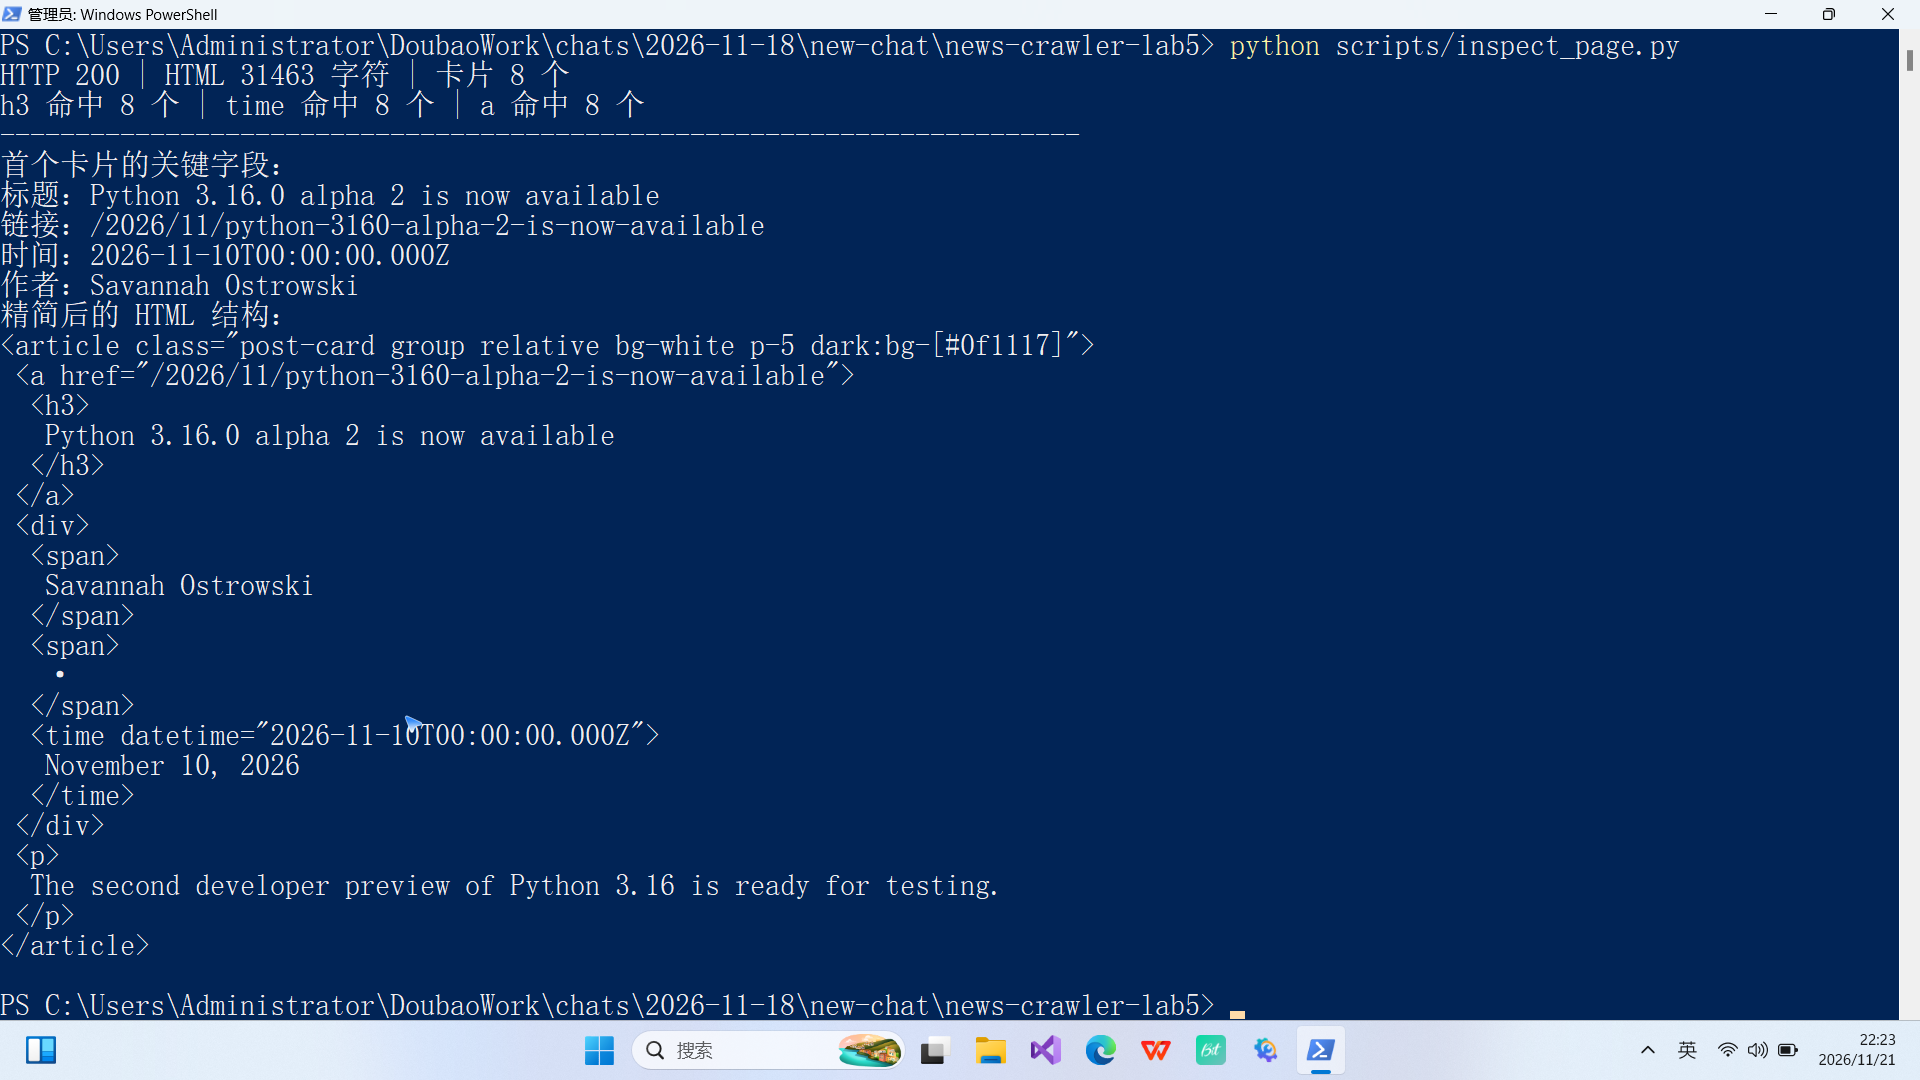 管理员: Windows PowerShell
PS C:\Users\Administrator\DoubaoWork\chats\2026-11-18\new-chat\news-crawler-lab5> python scripts/inspect_page.py
HTTP 200 | HTML 31463 字符 | 卡片 8 个
h3 命中 8 个 | time 命中 8 个 | a 命中 8 个
------------------------------------------------------------------------
首个卡片的关键字段：
标题：Python 3.16.0 alpha 2 is now available
链接：/2026/11/python-3160-alpha-2-is-now-available
时间：2026-11-10T00:00:00.000Z
作者：Savannah Ostrowski
精简后的 HTML 结构：
<article class="post-card group relative bg-white p-5 dark:bg-[#0f1117]">
 <a href="/2026/11/python-3160-alpha-2-is-now-available">
  <h3>
   Python 3.16.0 alpha 2 is now available
  </h3>
 </a>
 <div>
  <span>
   Savannah Ostrowski
  </span>
  <span>
   •
  </span>
  <time datetime="2026-11-10T00:00:00.000Z">
   November 10, 2026
  </time>
 </div>
 <p>
  The second developer preview of Python 3.16 is ready for testing.
 </p>
</article>
PS C:\Users\Administrator\DoubaoWork\chats\2026-11-18\new-chat\news-crawler-lab5>
搜索
Bit
英
22:23
2026/11/21